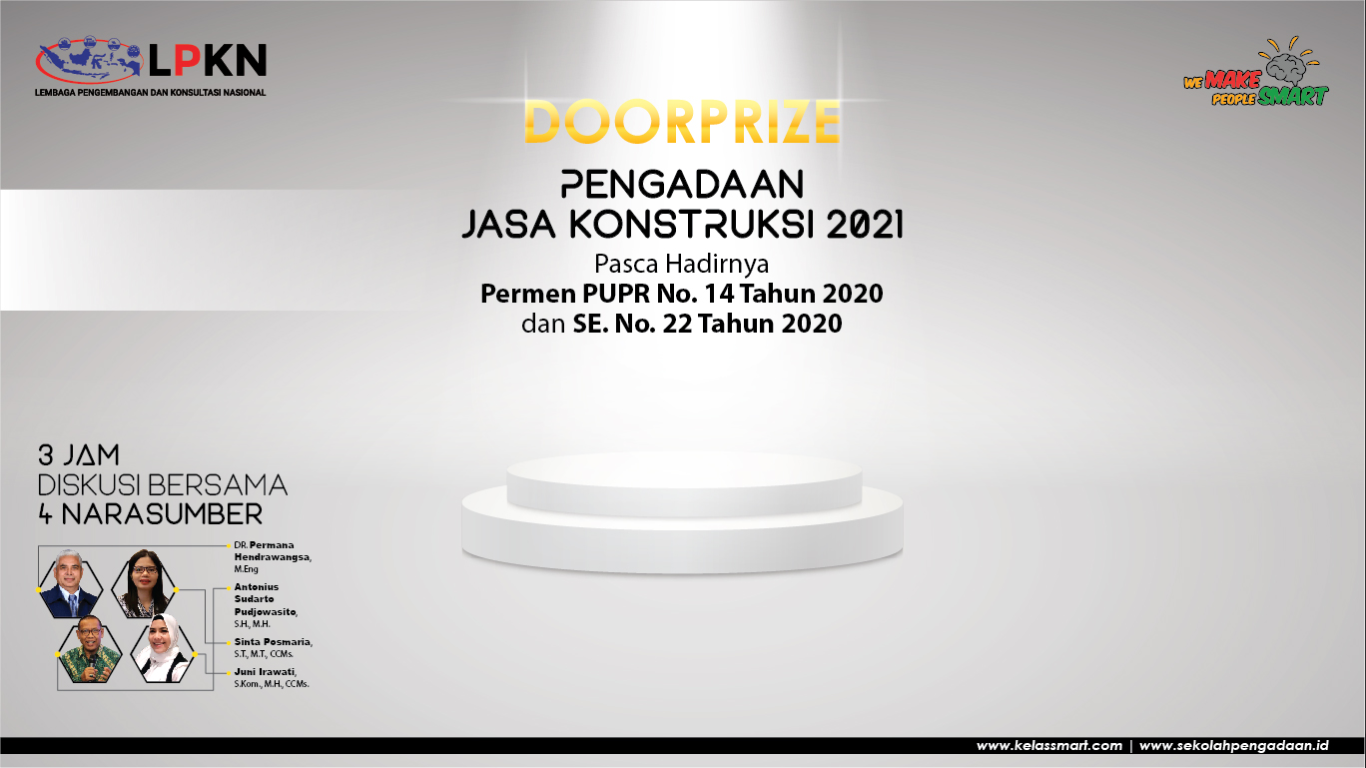 LPKN
LEMBAGA PENGEMBANGAN DAN KONSULTASI NASIONAL
WE MAKE
PEOPLE SMART
DOORPRIZE
PENGADAAN
JASA KONSTRUKSI 2021
Pasca Hadirnya
Permen PUPR No. 14 Tahun 2020
dan SE. No. 22 Tahun 2020
3 JAM
DISKUSI BERSAMA
4 NARASUMBER
DR. Permana
Hendrawangsa,
M.Eng
Antonius
Sudarto
Pudjowasito,
S.H., M.H.
Sinta Posmaria,
S.T., M.T., CCMs.
Juni Irawati,
S.Kom., M.H., CCMs.
www.kelassmart.com | www.sekolahpengadaan.id